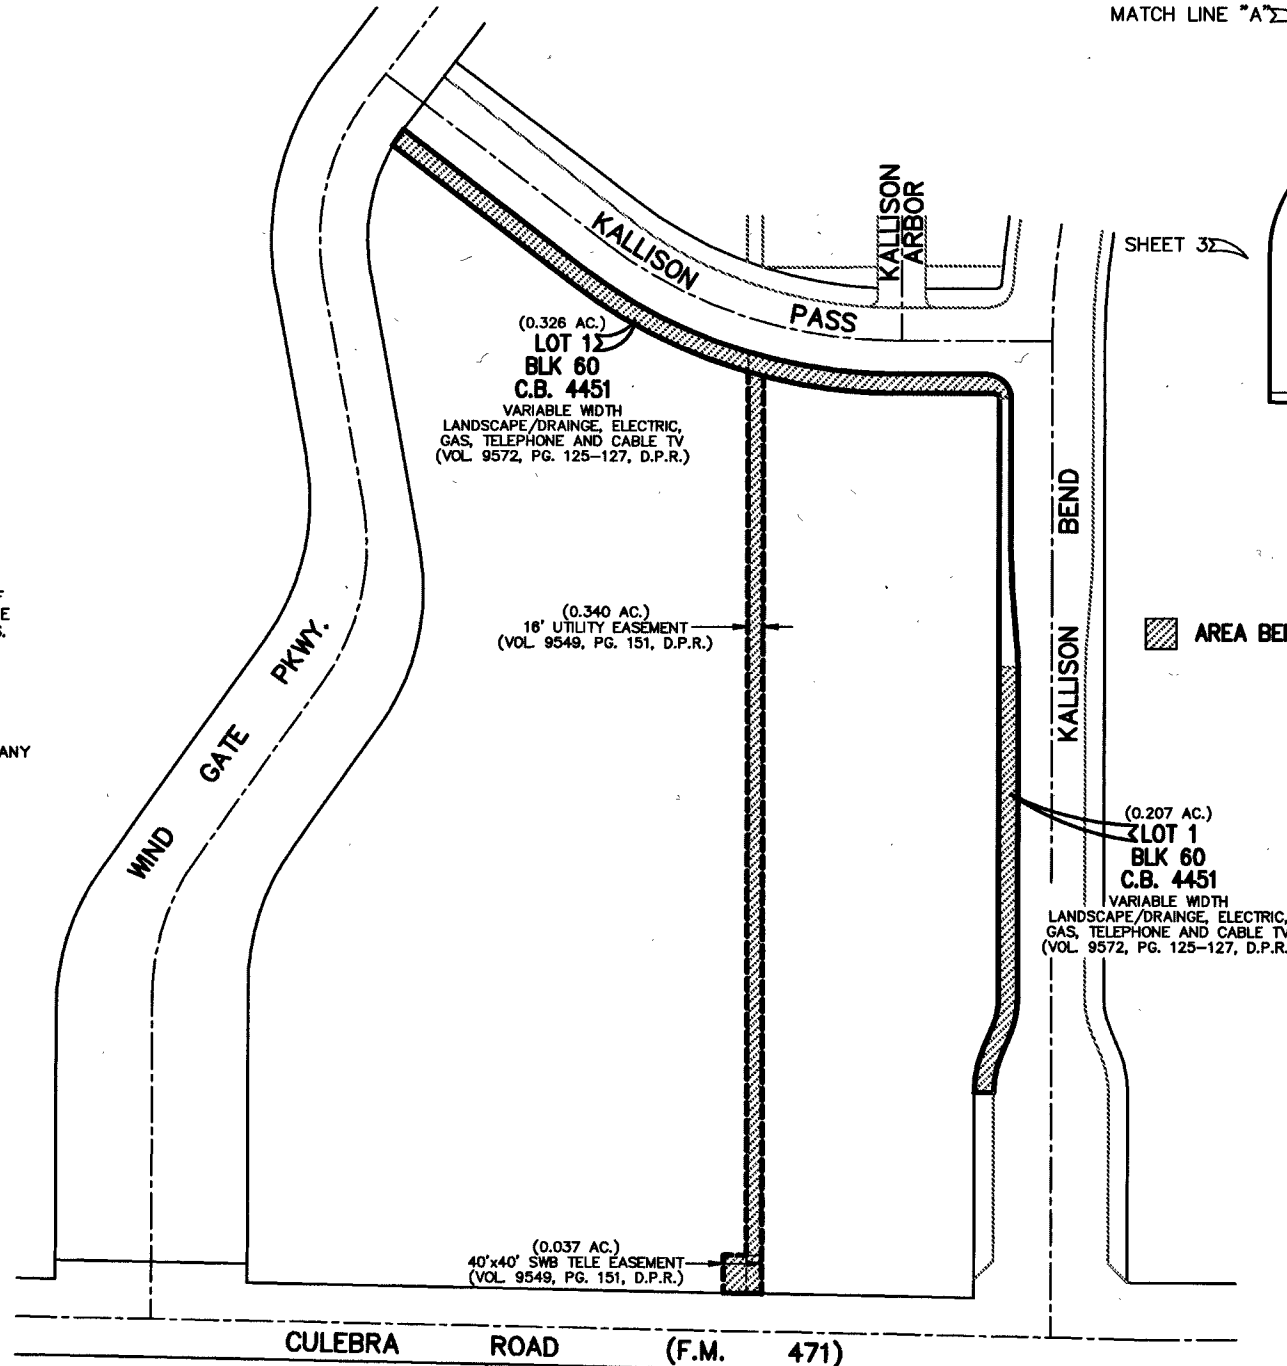 MATCH LINE "A"
KALLISON
ARBOR
SHEET 3
KALLISON
PASS
(0.326 AC.)
LOT 1
BLK 60
C.B. 4451
VARIABLE WIDTH
LANDSCAPE/DRAINGE, ELECTRIC,
GAS, TELEPHONE AND CABLE TV
(VOL. 9572, PG. 125-127, D.P.R.)
KALLISON BEND
(0.340 AC.)
16' UTILITY EASEMENT
(VOL. 9549, PG. 151, D.P.R.)
AREA BE
WIND GATE PKWY.
ANY
(0.207 AC.)
LOT 1
BLK 60
C.B. 4451
VARIABLE WIDTH
LANDSCAPE/DRAINGE, ELECTRIC,
GAS, TELEPHONE AND CABLE TV
(VOL. 9572, PG. 125-127, D.P.R.
(0.037 AC.)
40'x40' SWB TELE EASEMENT
(VOL. 9549, PG. 151, D.P.R.)
CULEBRA ROAD (F.M. 471)